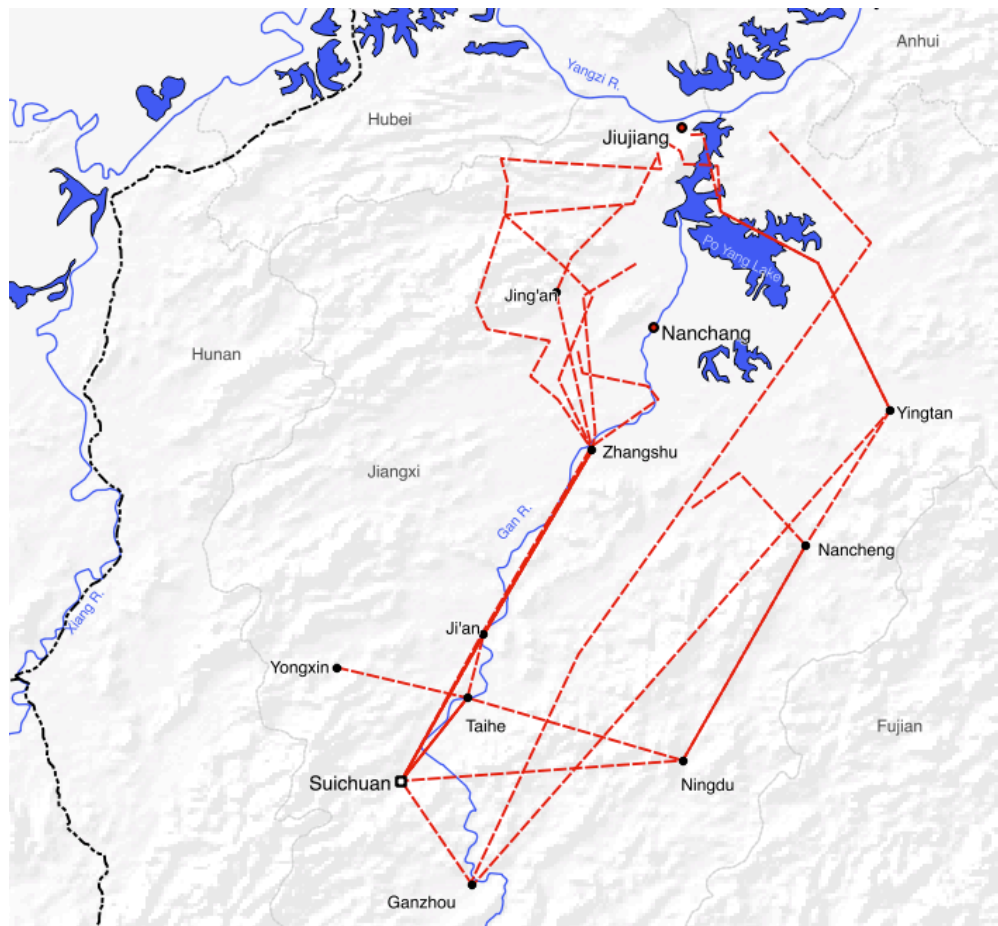 Anhui
Yangzi R.
Hubei
Jiujiang
Po Yang Lake
Jing'an
Nanchang
Hunan
Yingtan
Zhangshu
Jiangxi
Gan R.
Nancheng
Xiang R.
Ji'an
Yongxin
Taihe
Fujian
Suichuan
Ningdu
Ganzhou